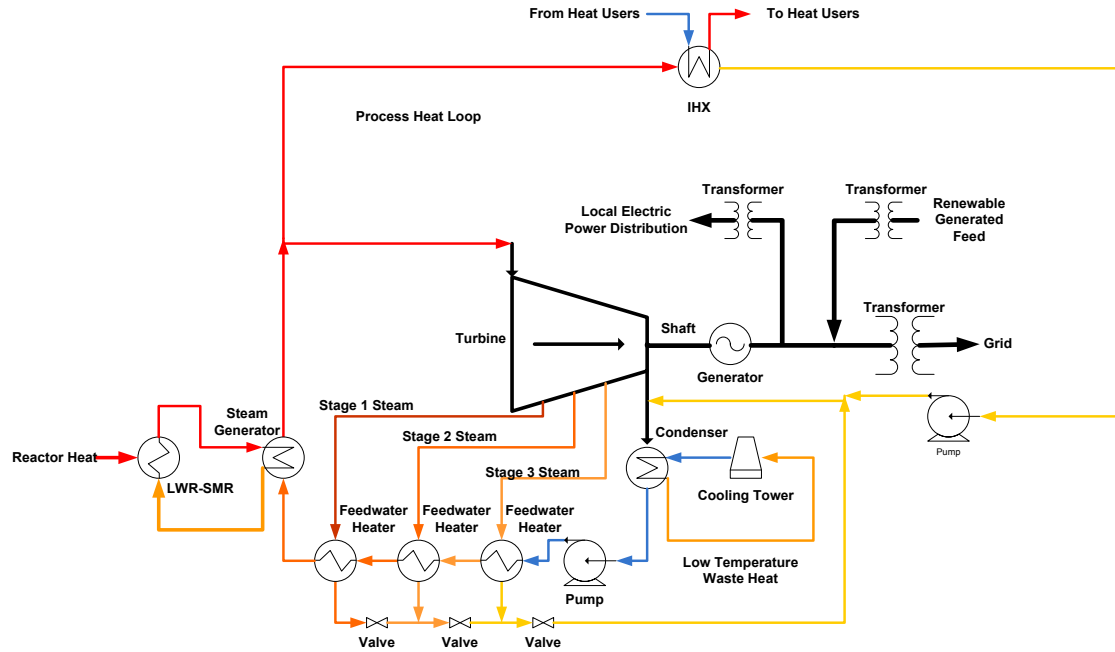 From Heat Users
To Heat Users
IHX
Process Heat Loop
Transformer
Transformer
Local Electric
Power Distribution
Renewable
Generated
Feed
Transformer
Turbine
Shaft
Grid
Generator
Stage 1 Steam
Stage 2 Steam
Stage 3 Steam
Steam
Generator
Condenser
Pump
Reactor Heat
LWR-SMR
Cooling Tower
Feedwater
Heater
Feedwater
Heater
Feedwater
Heater
Low Temperature
Waste Heat
Pump
Valve
Valve
Valve